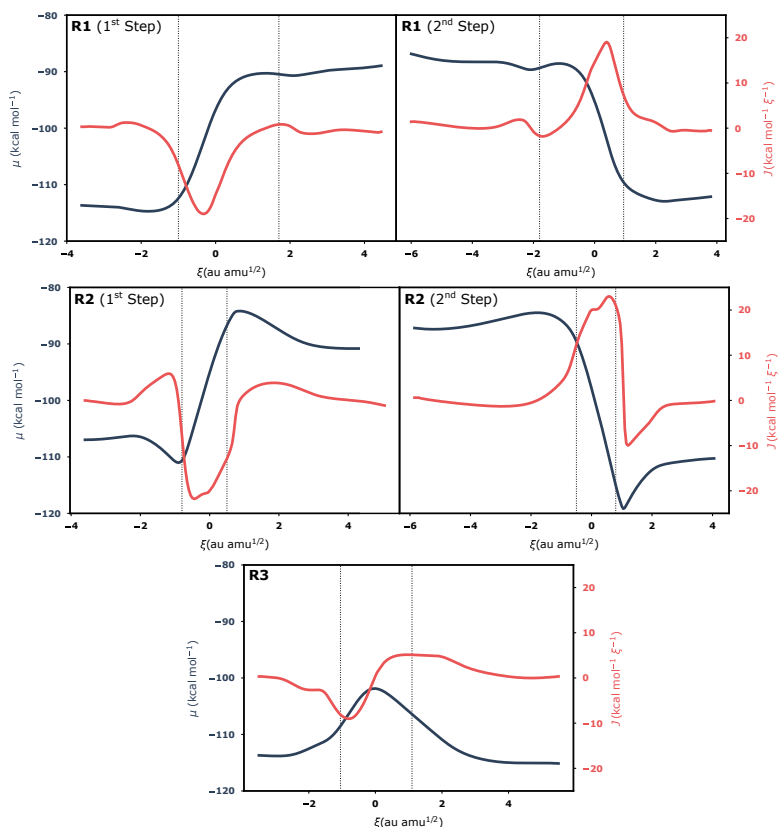 R1 (1st Step)
R1 (2nd Step)
−80
−90
−100
−110
−120
μ (kcal mol−1)
20
10
0
−10
−20
J (kcal mol−1 ξ−1)
−4 −2 0 2 4
−6 −4 −2 0 2 4
ξ(au amu1/2)
ξ(au amu1/2)
R2 (1st Step)
R2 (2nd Step)
−80
−90
−100
−110
−120
μ (kcal mol−1)
20
10
0
−10
−20
J (kcal mol−1 ξ−1)
−4 −2 0 2 4
−6 −4 −2 0 2 4
ξ(au amu1/2)
ξ(au amu1/2)
R3
−80
−90
−100
−110
−120
μ (kcal mol−1)
20
10
0
−10
−20
J (kcal mol−1 ξ−1)
−2 0 2 4
ξ(au amu1/2)